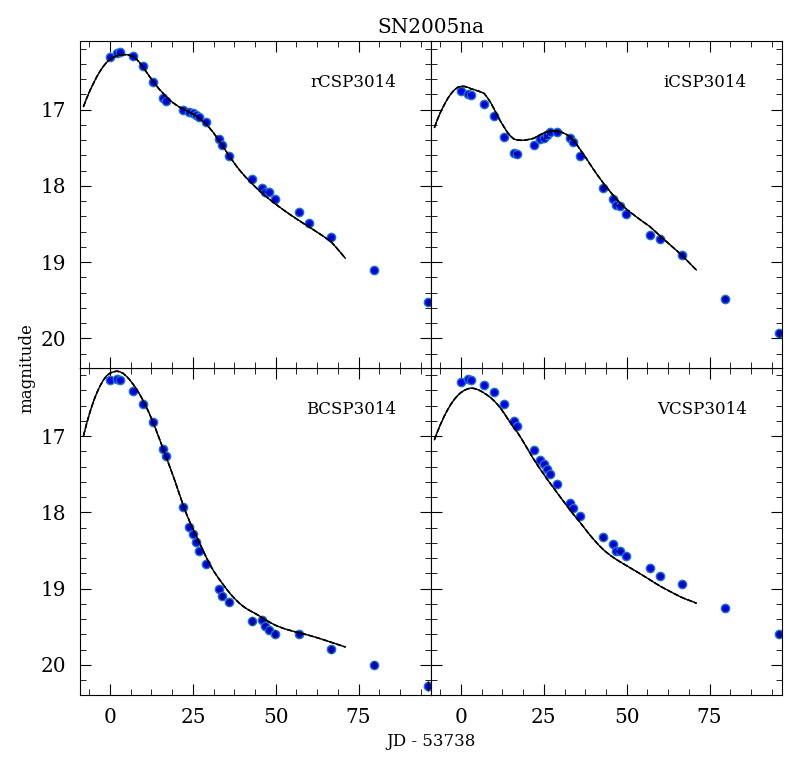 SN2005na
rCSP3014
iCSP3014
17
18
19
20
magnitude
BCSP3014
VCSP3014
17
18
19
20
0 25 50 75 0 25 50 75
JD - 53738